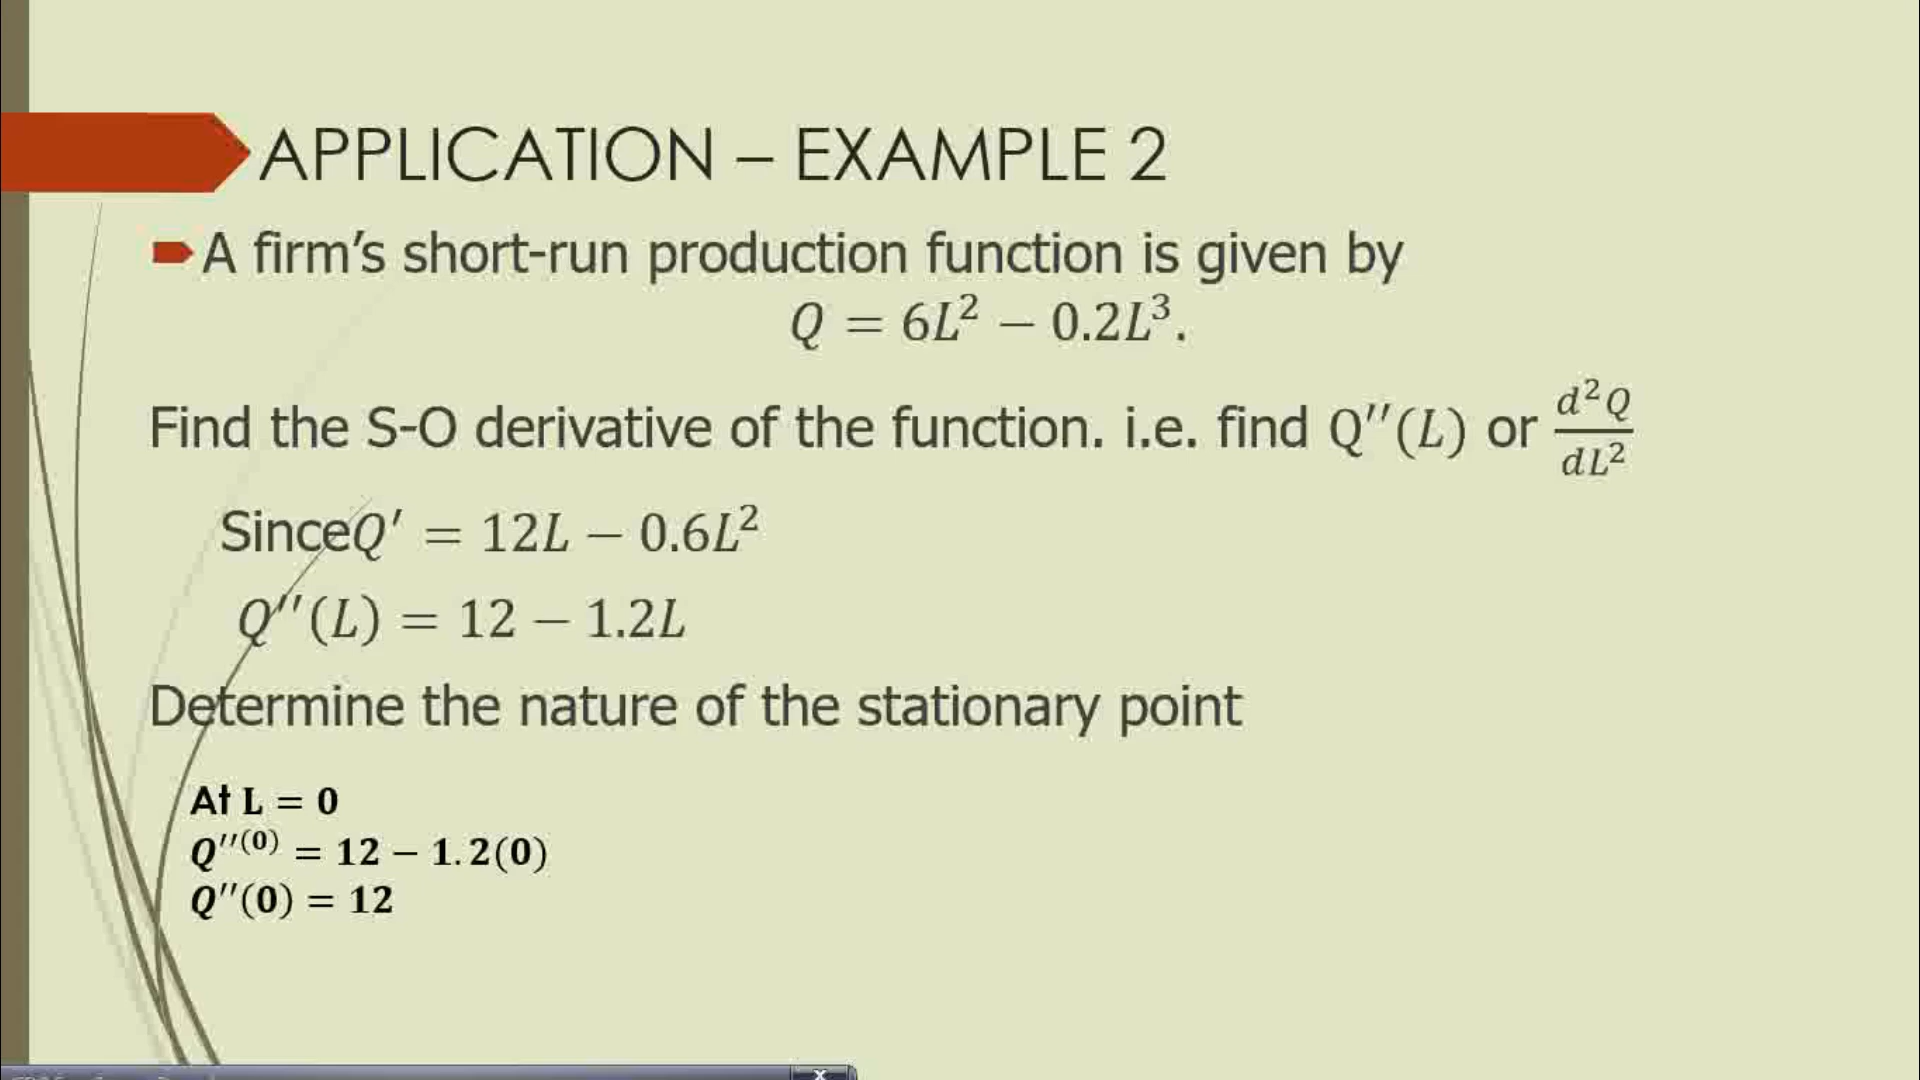 APPLICATION – EXAMPLE 2
A firm’s short-run production function is given by
Q = 6L² − 0.2L³.
Find the S-O derivative of the function. i.e. find Q′′(L) or d²Q/dL²
SinceQ′ = 12L − 0.6L²
Q′′(L) = 12 − 1.2L
Determine the nature of the stationary point
At L = 0
Q′′⁽⁰⁾ = 12 − 1.2(0)
Q′′(0) = 12